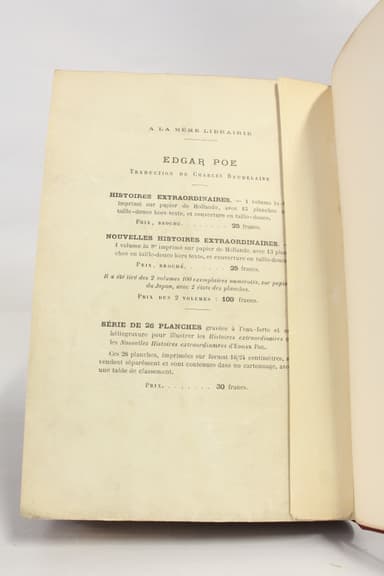 A LA MÊME LIBRAIRIE
EDGAR POE
TRADUCTION DE CHARLES BAUDELAIRE
HISTOIRES EXTRAORDINAIRES. — 1 volume in-8
imprimé sur papier de Hollande, avec 13 planches
taille-douce hors texte, et couverture en taille-douce.
PRIX, BROCHÉ. . . . . . . 25 francs.
NOUVELLES HISTOIRES EXTRAORDINAIRES. —
1 volume in 8º imprimé sur papier de Hollande, avec 13 plan
ches en taille-douce hors texte, et couverture en taille-douce.
PRIX, BROCHÉ . . . . . . 25 francs.
Il a été tiré des 2 volumes 100 exemplaires numérotés, sur papier
du Japon, avec 2 états des planches.
PRIX DES 2 VOLUMES : 100 francs.
SÉRIE DE 26 PLANCHES gravées à l'eau-forte et
héliogravure pour illustrer les Histoires extraordinaires
les Nouvelles Histoires extraordinaires d'EDGAR POE.
Ces 26 planches, imprimées sur format 16/24 centimètres, se
vendent séparément et sont contenues dans un cartonnage, avec
une table de classement.
PRIX. . . . . . . . 30 francs.